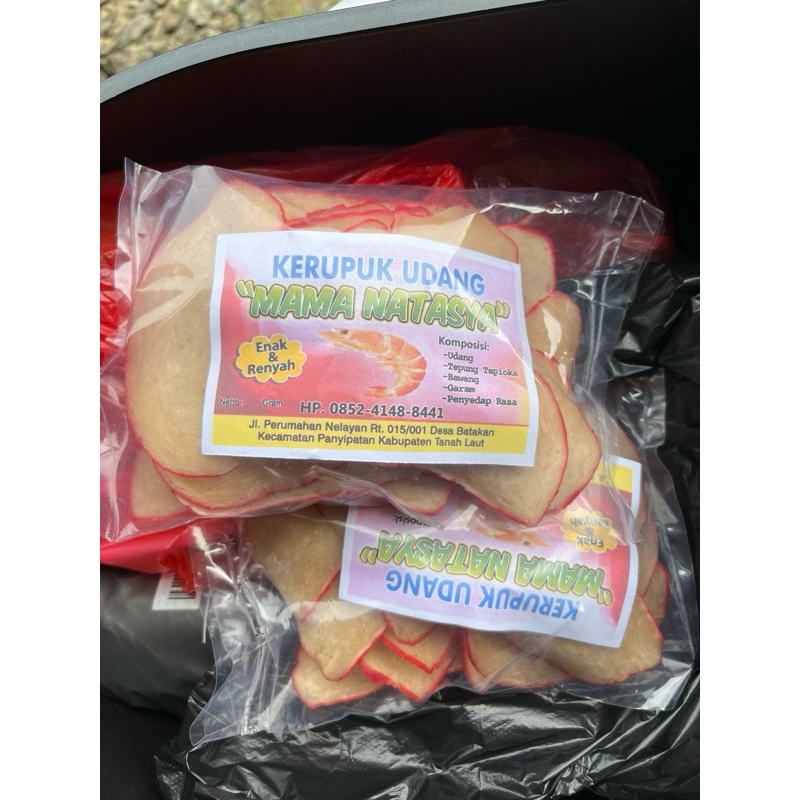 KERUPUK UDANG
"MAMA NATASYA"
Enak
&
Renyah
Komposisi:
-Udang
-Tepung Tapioka
-Bawang
-Garam
-Penyedap Rasa
Netto : Gram
HP. 0852-4148-8441
Jl. Perumahan Nelayan Rt. 015/001 Desa Batakan
Kecamatan Panyipatan Kabupaten Tanah Laut
KERUPUK UDANG
"MAMA NATASYA"
Enak
&
Renyah
Komposisi: